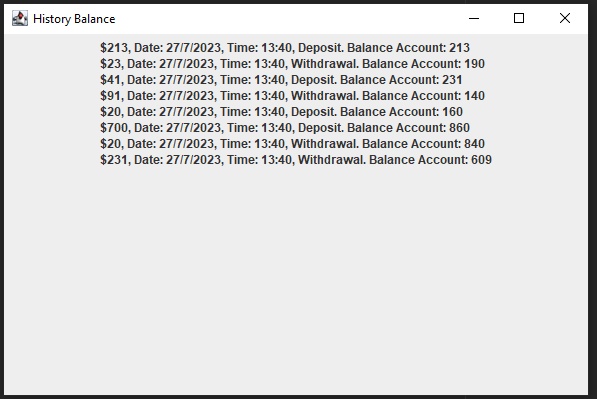 History Balance
$213, Date: 27/7/2023, Time: 13:40, Deposit. Balance Account: 213
$23, Date: 27/7/2023, Time: 13:40, Withdrawal. Balance Account: 190
$41, Date: 27/7/2023, Time: 13:40, Deposit. Balance Account: 231
$91, Date: 27/7/2023, Time: 13:40, Withdrawal. Balance Account: 140
$20, Date: 27/7/2023, Time: 13:40, Deposit. Balance Account: 160
$700, Date: 27/7/2023, Time: 13:40, Deposit. Balance Account: 860
$20, Date: 27/7/2023, Time: 13:40, Withdrawal. Balance Account: 840
$231, Date: 27/7/2023, Time: 13:40, Withdrawal. Balance Account: 609